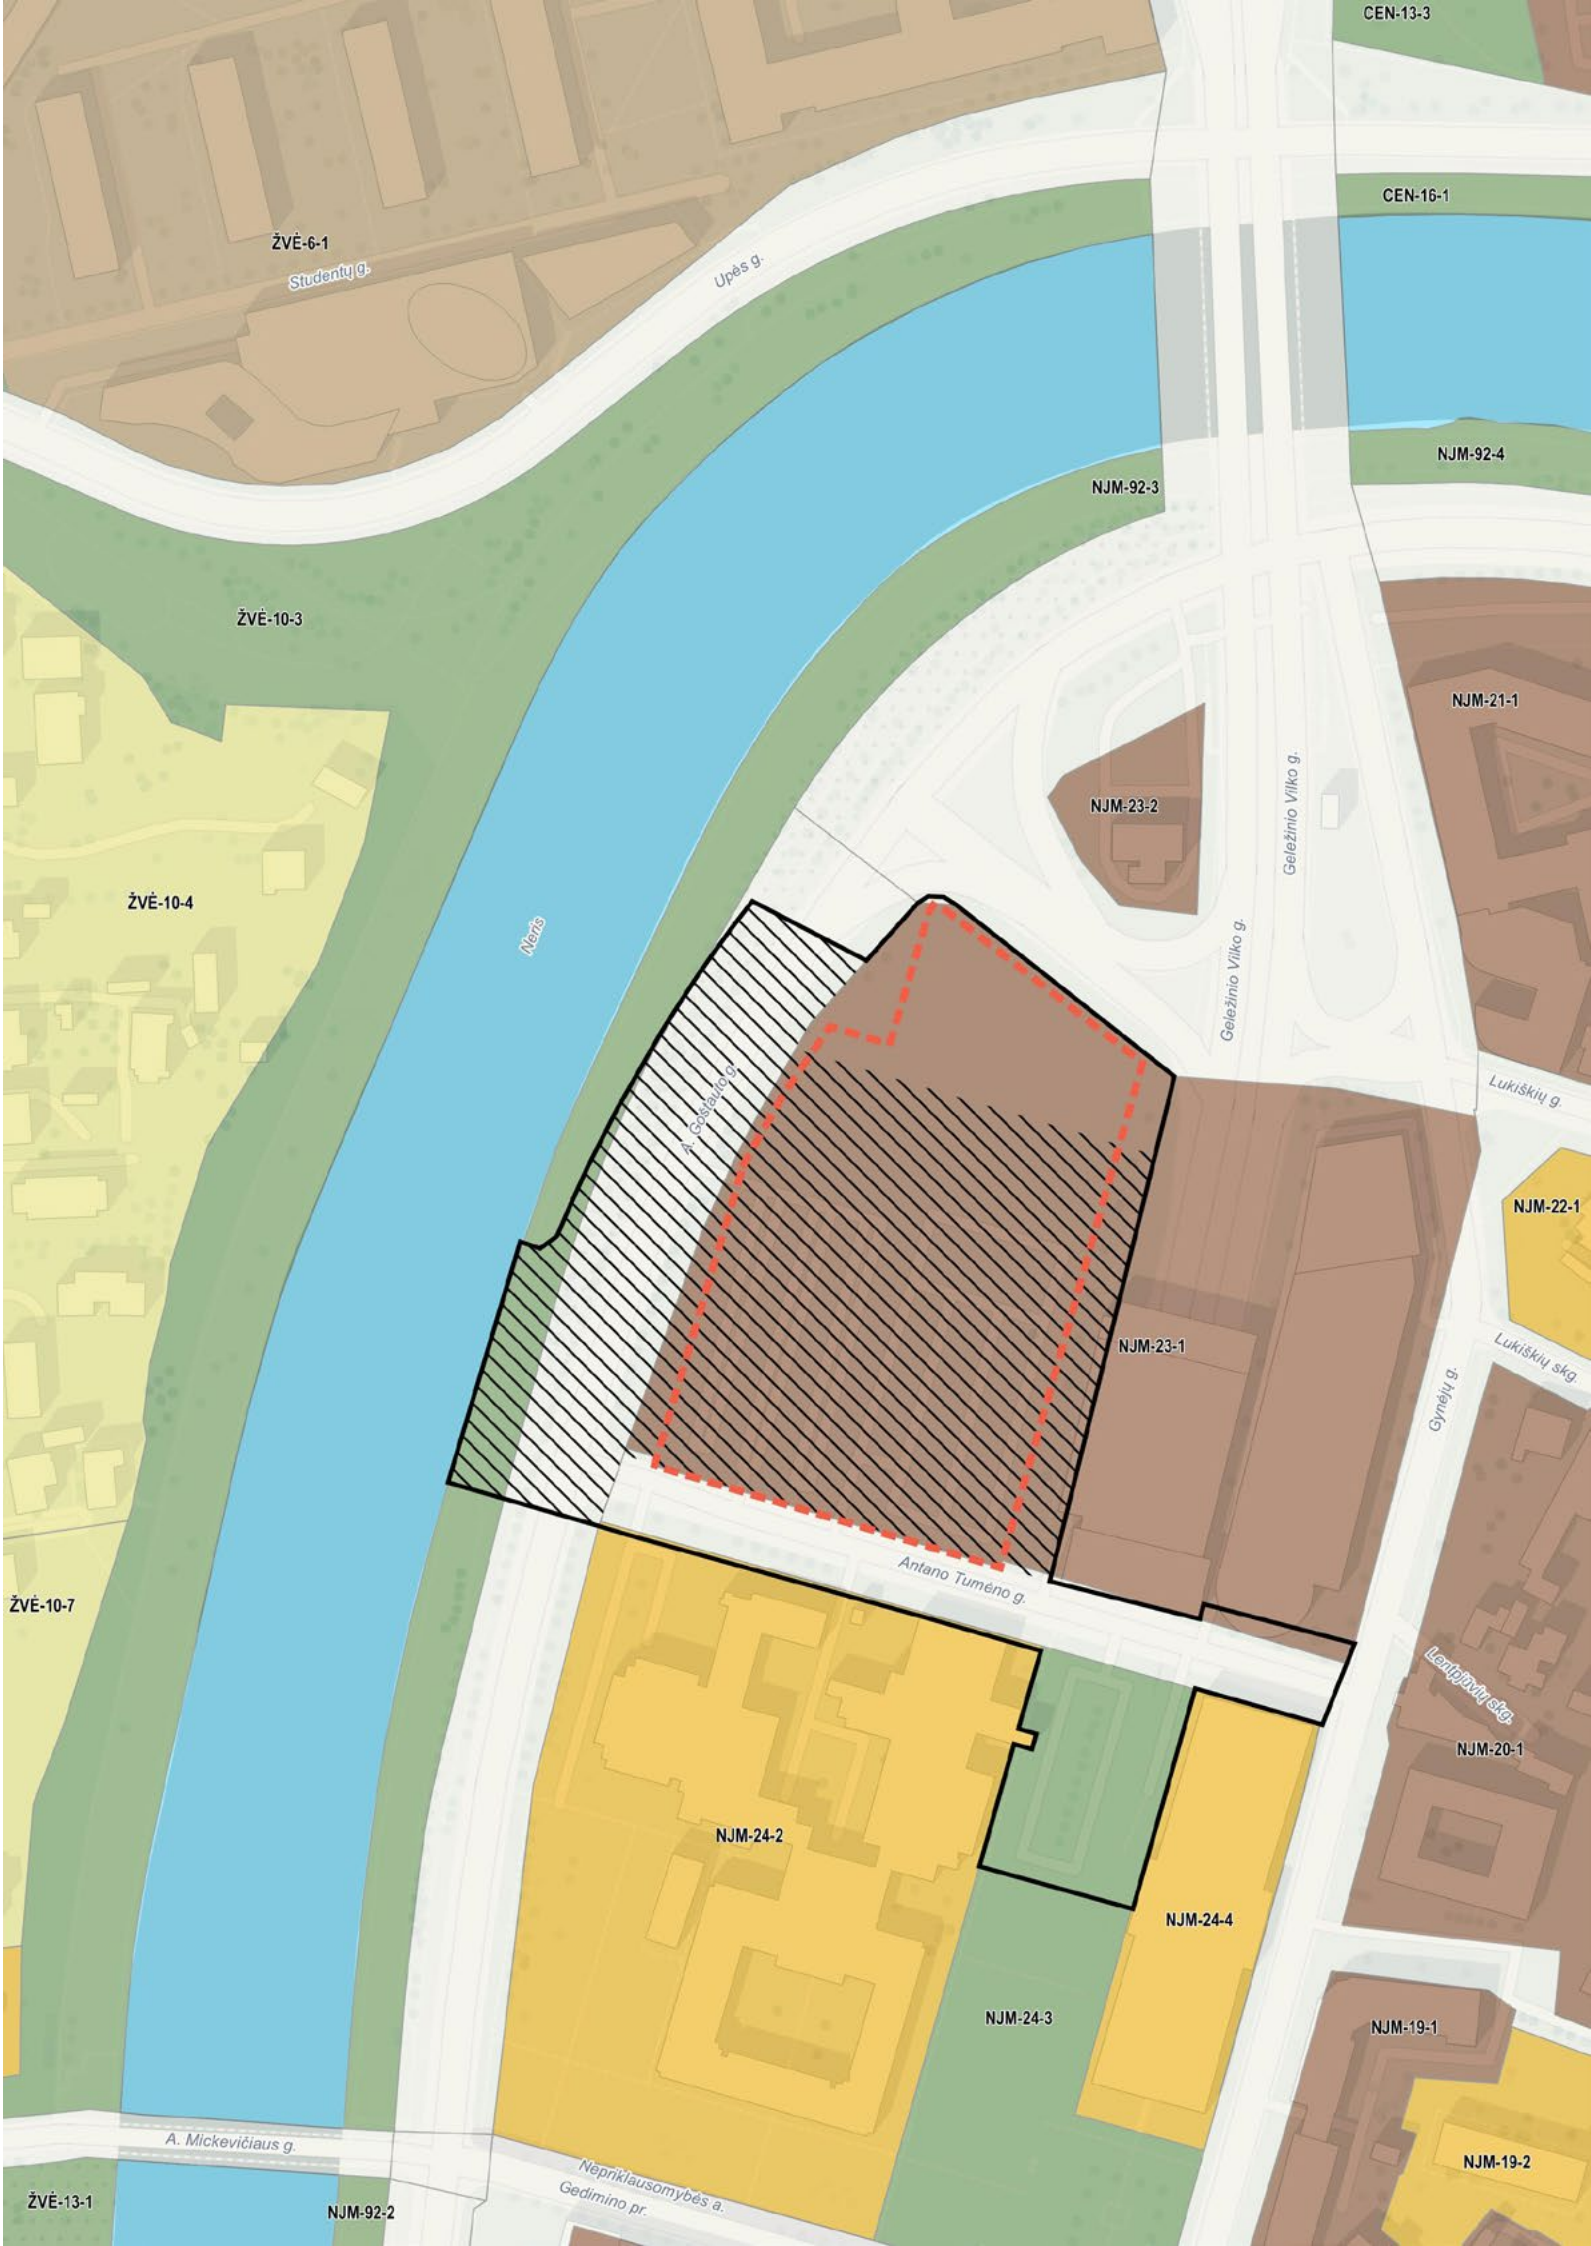 CEN-13-3
CEN-16-1
ŽVĖ-6-1
Studentų g.
Upės g.
NJM-92-4
NJM-92-3
ŽVĖ-10-3
NJM-21-1
NJM-23-2
Geležinio Vilko g.
ŽVĖ-10-4
Neris
Geležinio Vilko g.
A. Goštauto g.
Lukiškių g.
NJM-22-1
NJM-23-1
Lukiškių skg.
Gynėjų g.
Antano Tumėno g.
ŽVĖ-10-7
Lentpjūvių skg.
NJM-20-1
NJM-24-2
NJM-24-4
NJM-24-3
NJM-19-1
A. Mickevičiaus g.
NJM-19-2
Nepriklausomybės a.
Gedimino pr.
ŽVĖ-13-1
NJM-92-2